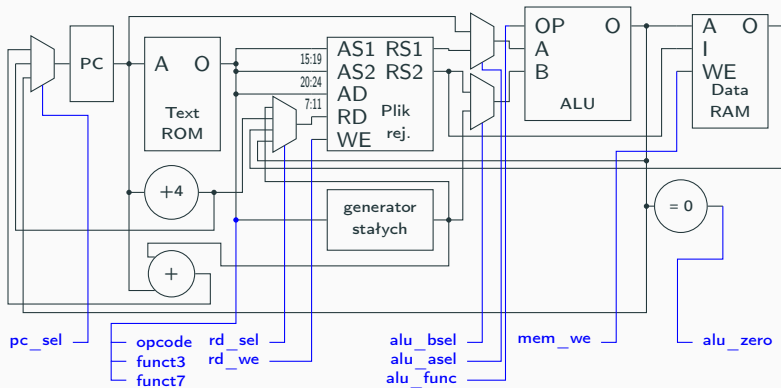 PC
A O
Text
ROM
15:19
20:24
7:11
AS1 RS1
AS2 RS2
AD
RD
WE
Plik
rej.
OP O
A
B
ALU
A O
I
WE
Data
RAM
+4
+
generator
stałych
= 0
pc_sel
opcode
funct3
funct7
rd_sel
rd_we
alu_bsel
alu_asel
alu_func
mem_we
alu_zero